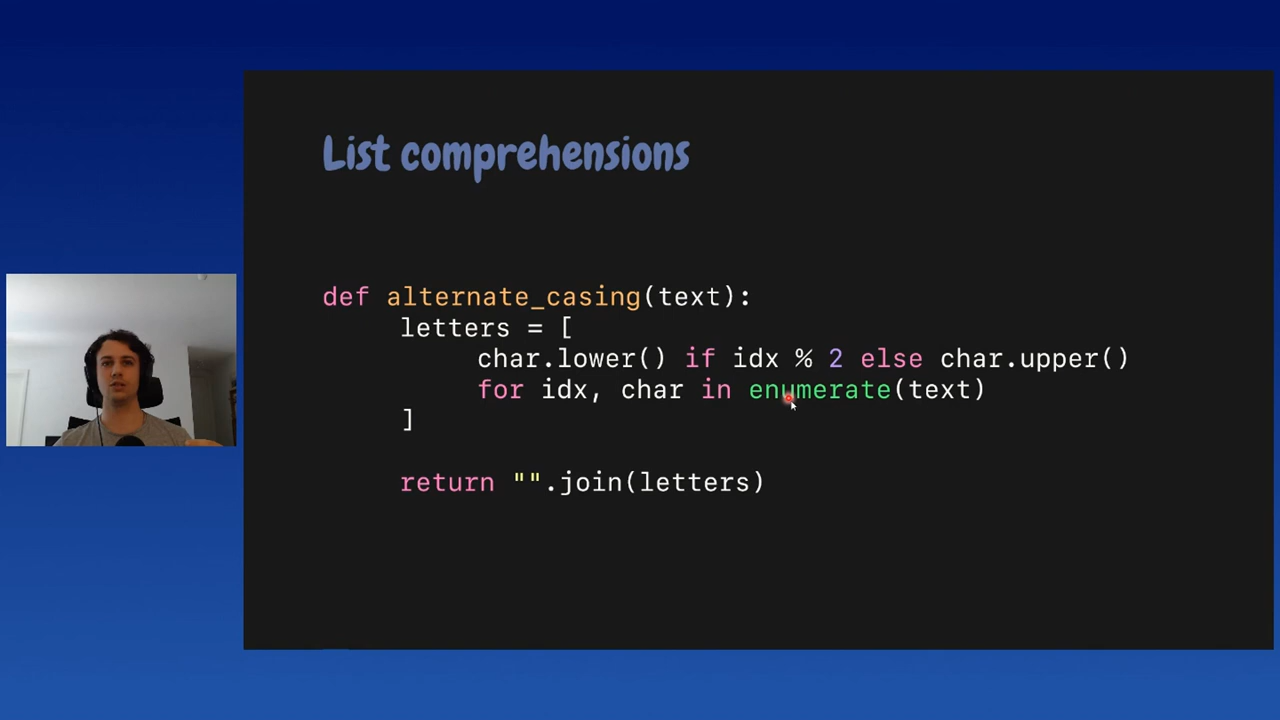 List comprehensions
def alternate_casing(text):
letters = [
char.lower() if idx % 2 else char.upper()
for idx, char in enumerate(text)
]
return "".join(letters)